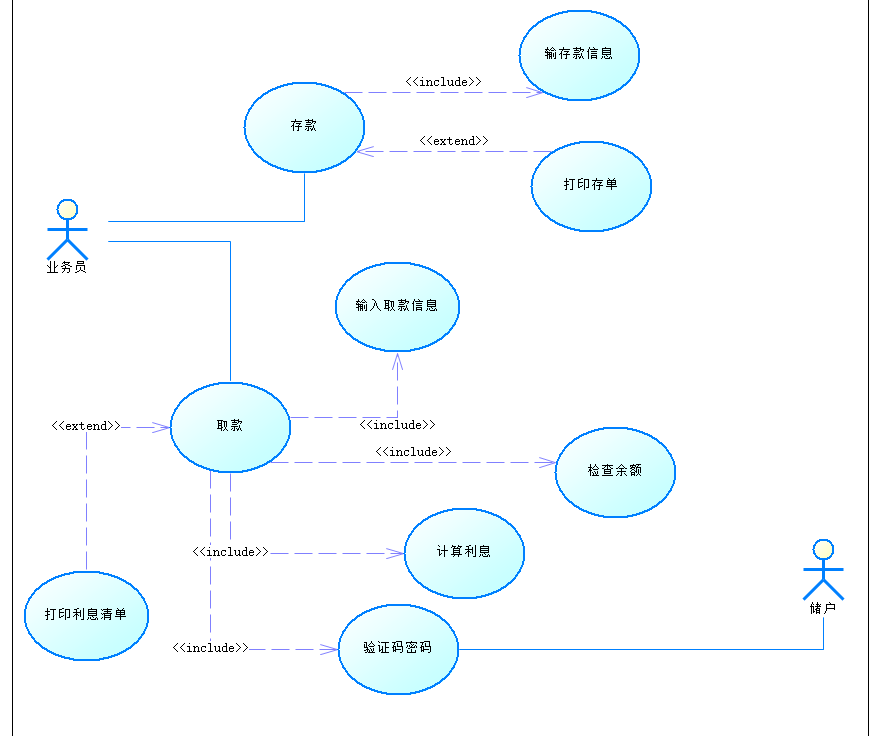 输存款信息
<<include>>
存款
<<extend>>
打印存单
业务员
输入取款信息
取款
<<extend>>
<<include>>
<<include>>
检查余额
<<include>>
计算利息
储户
打印利息清单
<<include>>
验证码密码